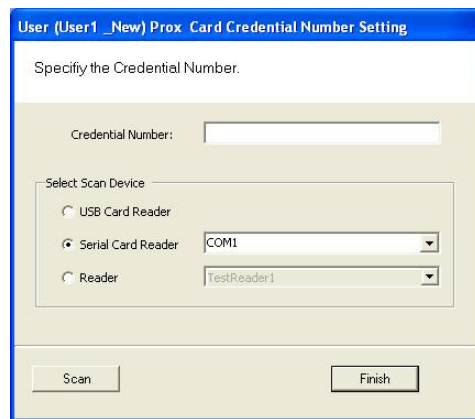 User (User1 _New) Prox Card Credential Number Setting
Specifiy the Credential Number.
Credential Number:
Select Scan Device
USB Card Reader
Serial Card Reader COM1
Reader TestReader1
Scan Finish